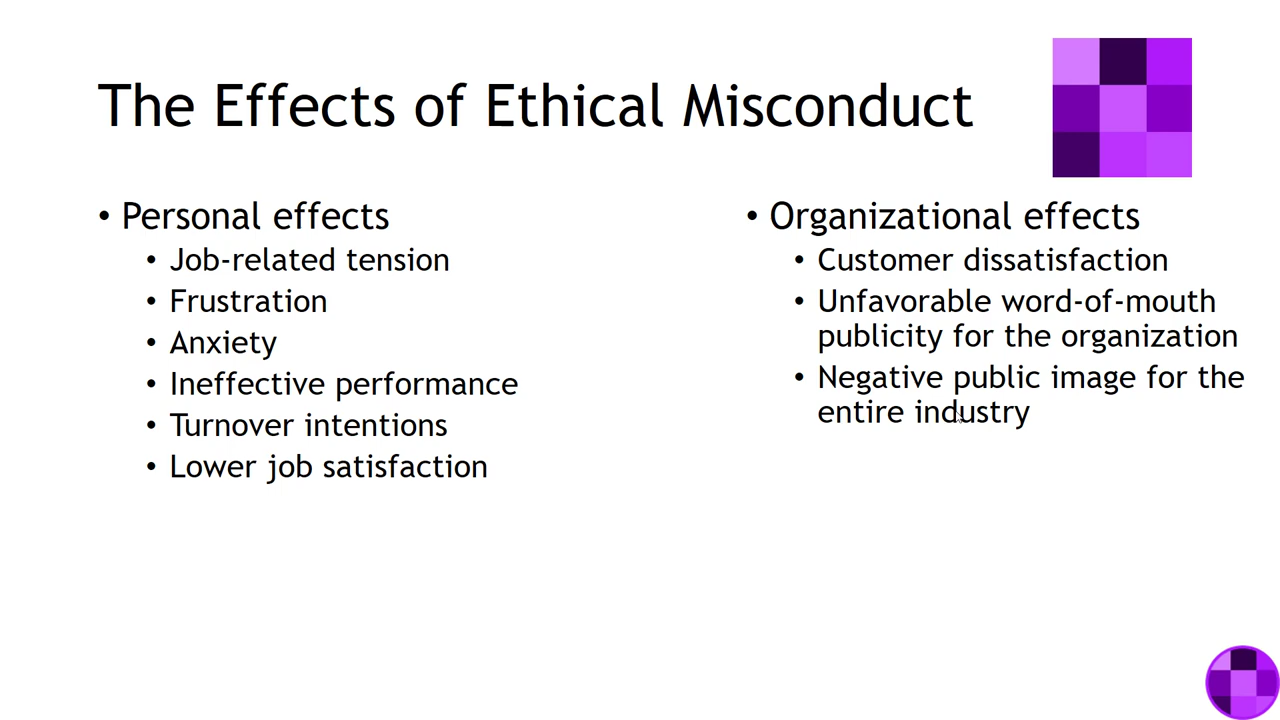 The Effects of Ethical Misconduct
• Personal effects
• Job-related tension
• Frustration
• Anxiety
• Ineffective performance
• Turnover intentions
• Lower job satisfaction
• Organizational effects
• Customer dissatisfaction
• Unfavorable word-of-mouth
publicity for the organization
• Negative public image for the
entire industry